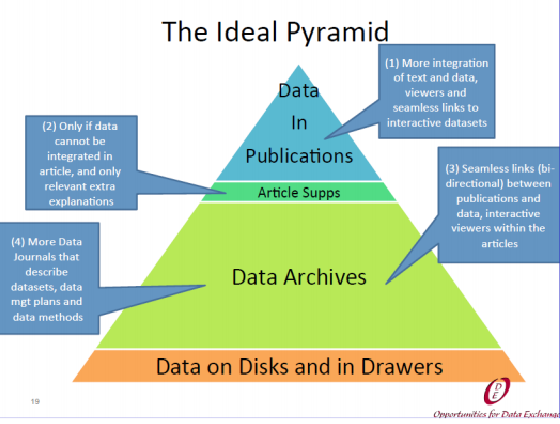 The Ideal Pyramid
(1) More integration
of text and data,
viewers and
seamless links to
interactive datasets
Data
In
Publications
(2) Only if data
cannot be
integrated in
article, and only
relevant extra
explanations
Article Supps
(3) Seamless links (bi-
directional) between
publications and
data, interactive
viewers within the
articles
(4) More Data
Journals that
describe
datasets, data
mgt plans and
data methods
Data Archives
Data on Disks and in Drawers
19
O
D
E
Opportunities for Data Exchange